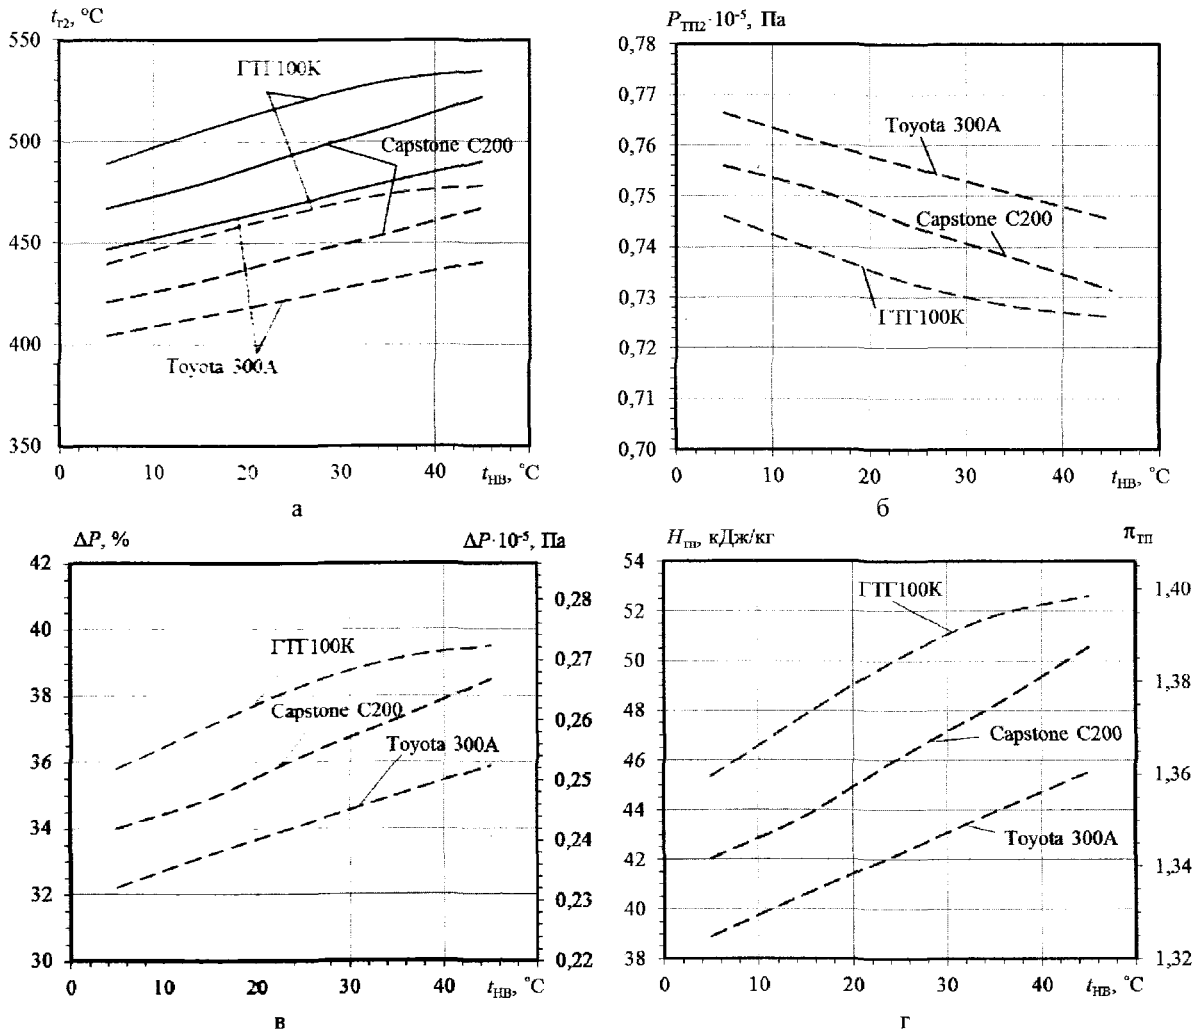 t_г2, °C
550
500
450
400
350
0 10 20 30 40 t_НВ, °C
ГТГ100К
Capstone C200
Toyota 300A
а
P_ТП2·10⁻⁵, Па
0,78
0,77
0,76
0,75
0,74
0,73
0,72
0,71
0,70
0 10 20 30 40 t_НВ, °C
Toyota 300A
Capstone C200
ГТГ100К
б
ΔP, % ΔP·10⁻⁵, Па
42
40
38
36
34
32
30
0,28
0,27
0,26
0,25
0,24
0,23
0,22
ГТГ100К
Capstone C200
Toyota 300A
0 10 20 30 40 t_НВ, °C
в
H_гв, кДж/кг π_ТП
54
52
50
48
46
45
43
42
40
39
38
1,40
1,38
1,36
1,34
1,32
ГТГ100К
Capstone C200
Toyota 300A
0 10 20 30 40 t_НВ, °C
г